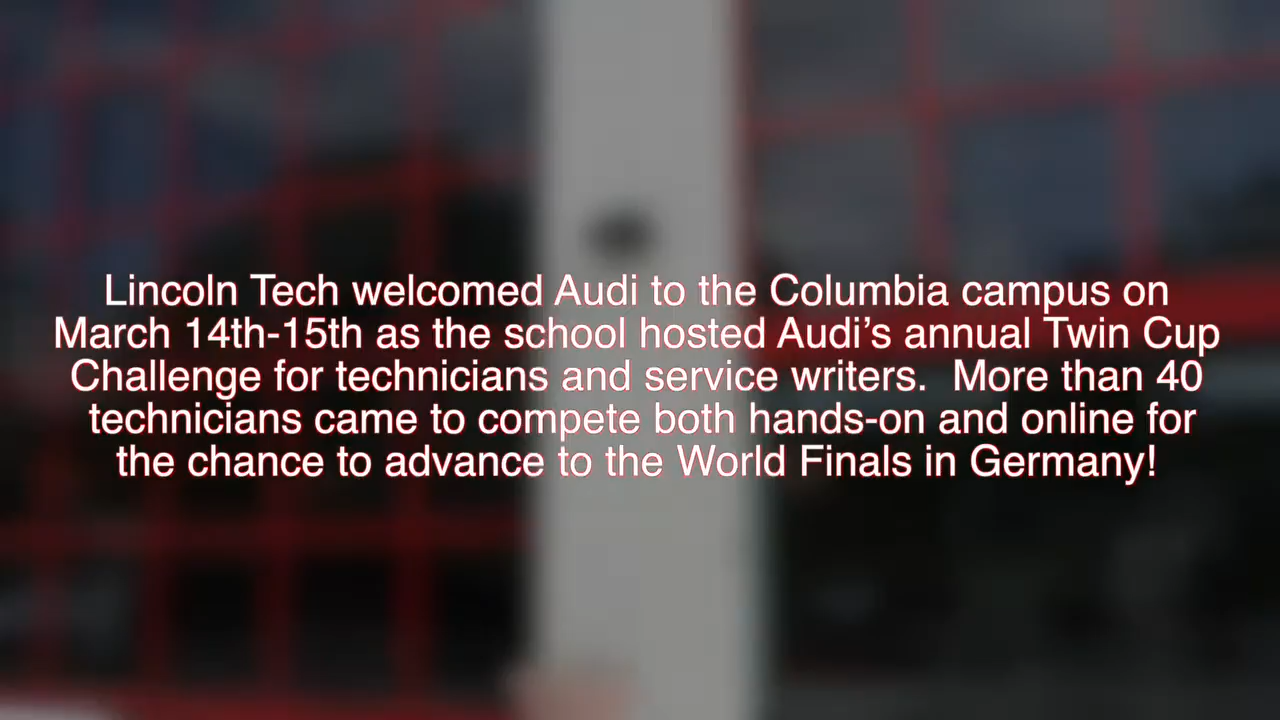 Lincoln Tech welcomed Audi to the Columbia campus on
March 14th-15th as the school hosted Audi’s annual Twin Cup
Challenge for technicians and service writers.  More than 40
technicians came to compete both hands-on and online for
the chance to advance to the World Finals in Germany!